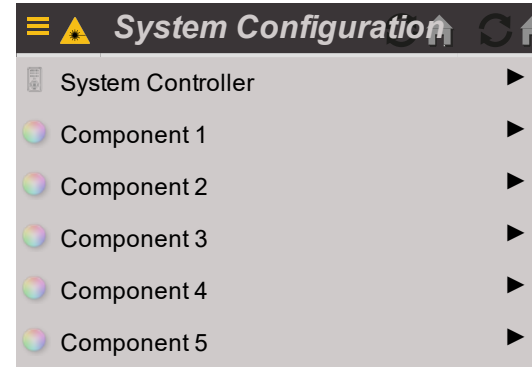 System Configuration
System Controller
Component 1
Component 2
Component 3
Component 4
Component 5